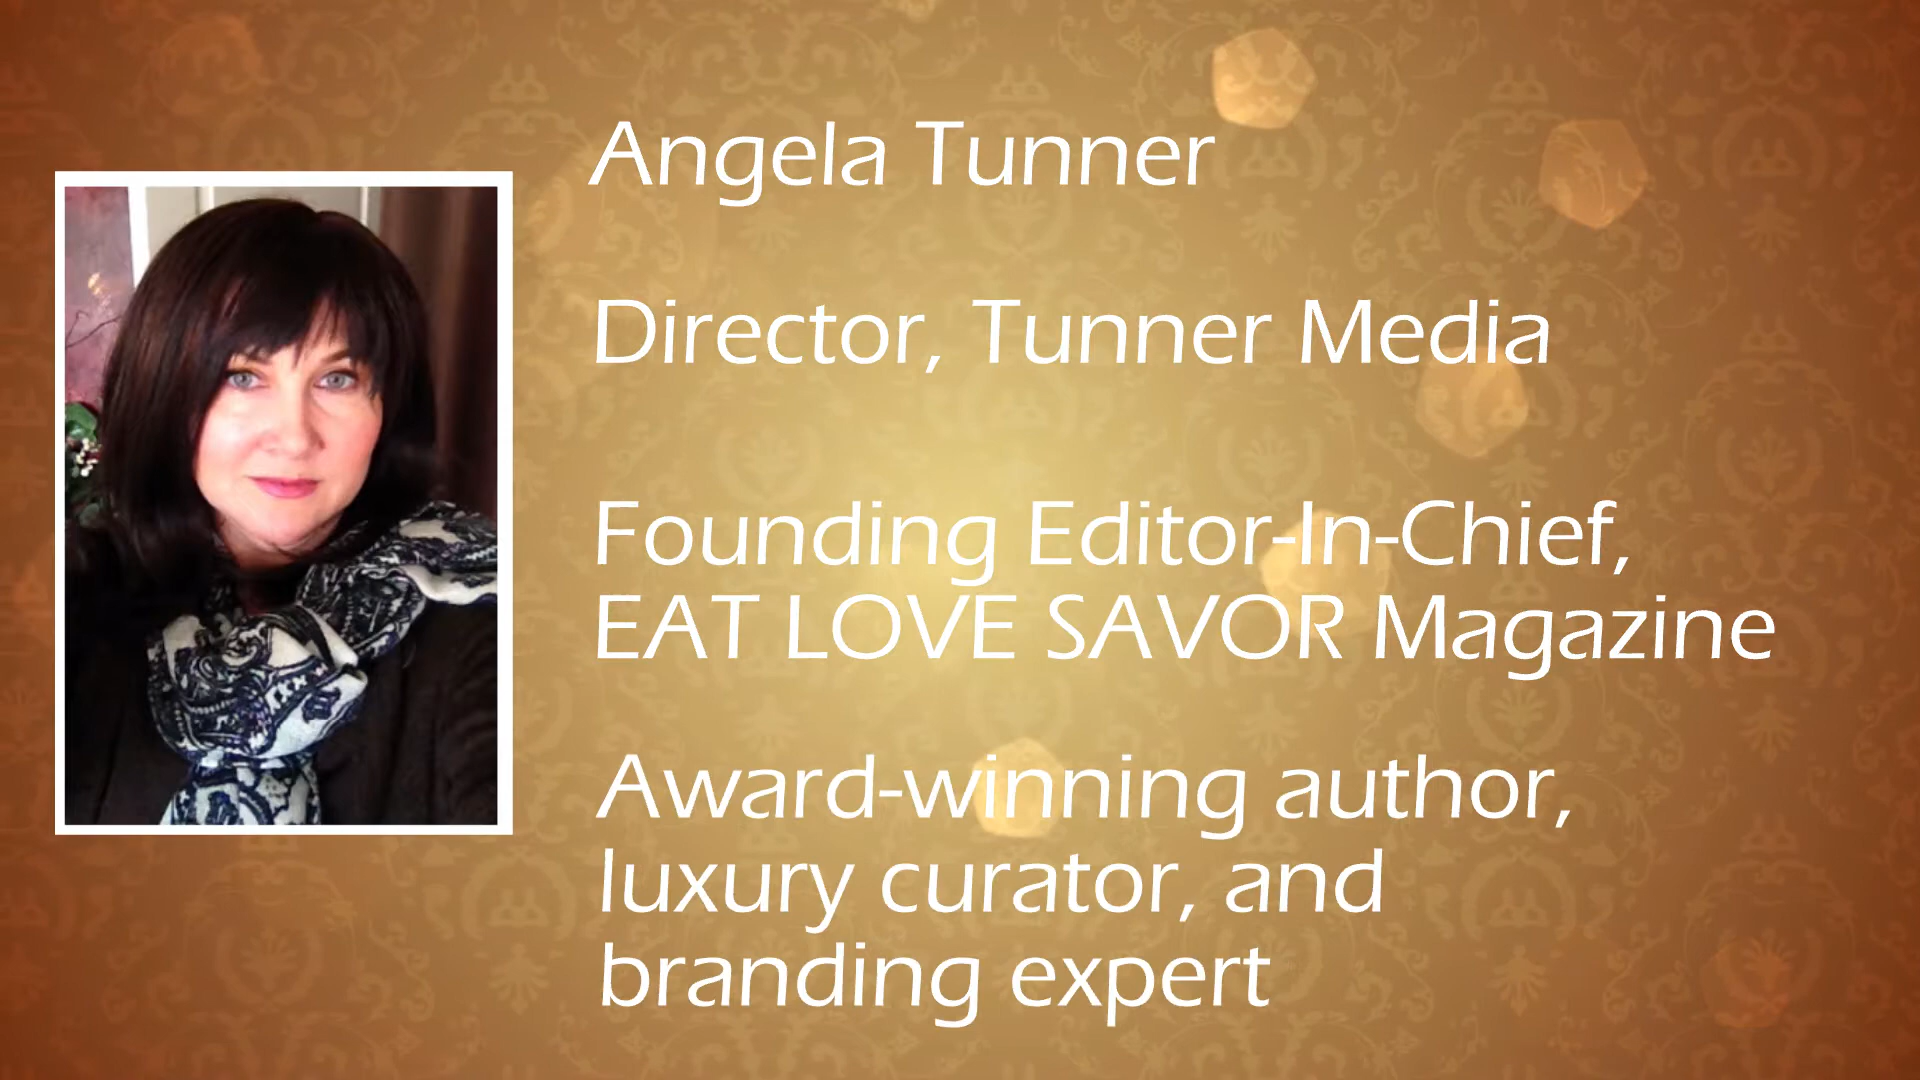 Angela Tunner
Director, Tunner Media
Founding Editor-In-Chief,
EAT LOVE SAVOR Magazine
Award-winning author,
luxury curator, and
branding expert